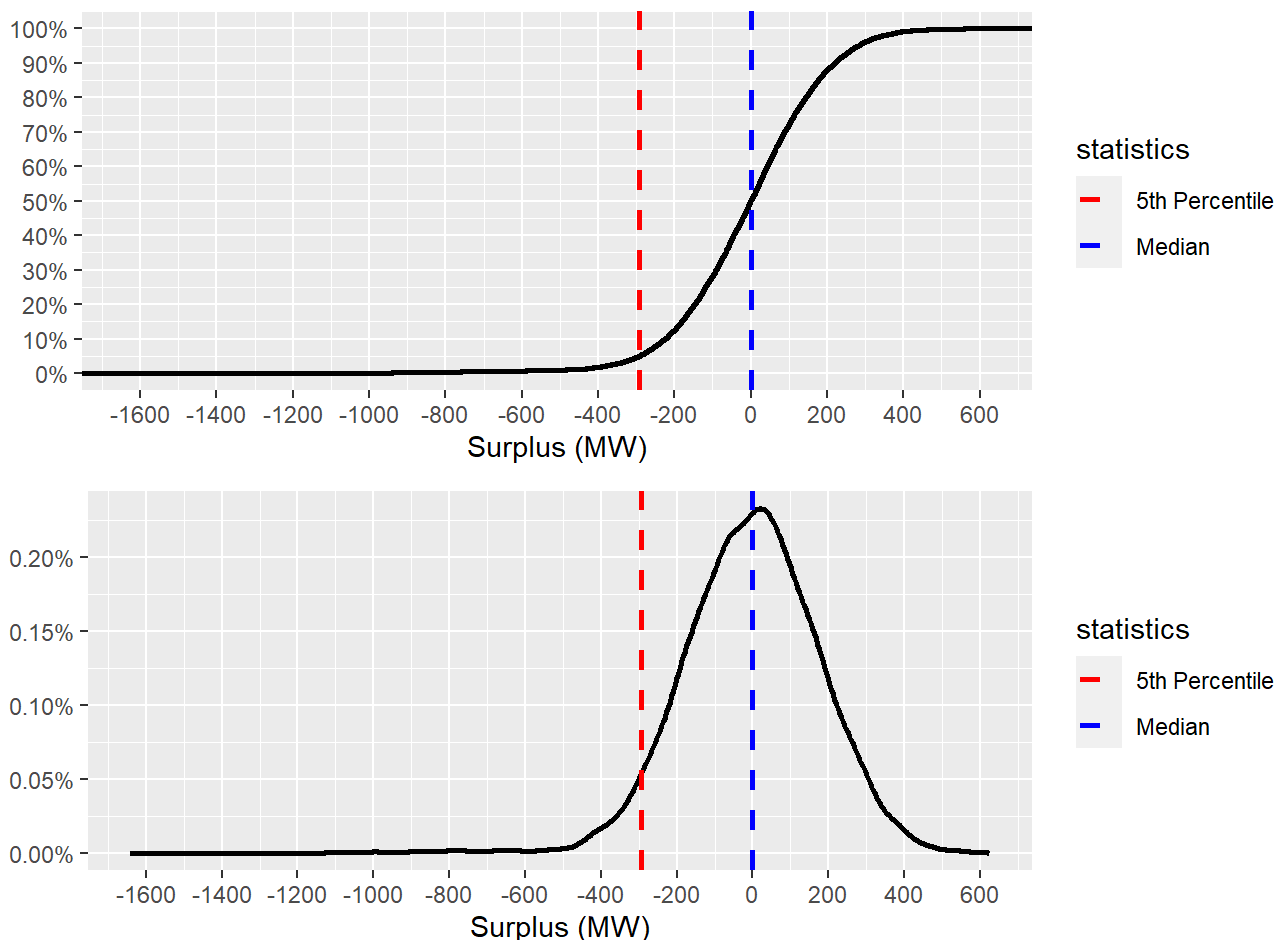 100%
90%
80%
70%
60%
50%
40%
30%
20%
10%
0%
-1600 -1400 -1200 -1000 -800 -600 -400 -200 0 200 400 600
Surplus (MW)
statistics
5th Percentile
Median
0.20%
0.15%
0.10%
0.05%
0.00%
-1600 -1400 -1200 -1000 -800 -600 -400 -200 0 200 400 600
Surplus (MW)
statistics
5th Percentile
Median